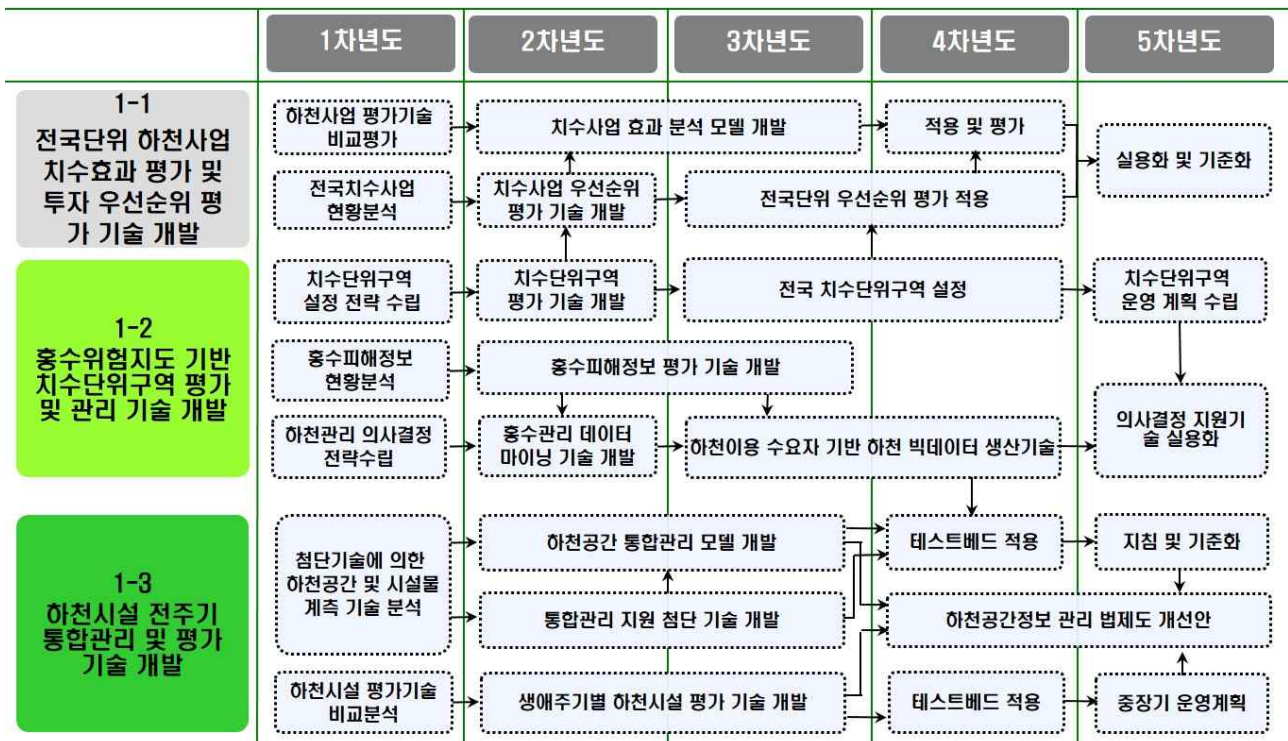 1차년도
2차년도
3차년도
4차년도
5차년도
1-1
전국단위 하천사업
치수효과 평가 및
투자 우선순위 평
가 기술 개발
하천사업 평가기술
비교평가
치수사업 효과 분석 모델 개발
적용 및 평가
실용화 및 기준화
전국치수사업
현황분석
치수사업 우선순위
평가 기술 개발
전국단위 우선순위 평가 적용
1-2
홍수위험지도 기반
치수단위구역 평가
및 관리 기술 개발
치수단위구역
설정 전략 수립
치수단위구역
평가 기술 개발
전국 치수단위구역 설정
치수단위구역
운영 계획 수립
홍수피해정보
현황분석
홍수피해정보 평가 기술 개발
하천관리 의사결정
전략수립
홍수관리 데이터
마이닝 기술 개발
하천이용 수요자 기반 하천 빅데이터 생산기술
의사결정 지원기
술 실용화
1-3
하천시설 전주기
통합관리 및 평가
기술 개발
첨단기술에 의한
하천공간 및 시설물
계측 기술 분석
하천공간 통합관리 모델 개발
테스트베드 적용
지침 및 기준화
통합관리 지원 첨단 기술 개발
하천공간정보 관리 법제도 개선안
하천시설 평가기술
비교분석
생애주기별 하천시설 평가 기술 개발
테스트베드 적용
중장기 운영계획